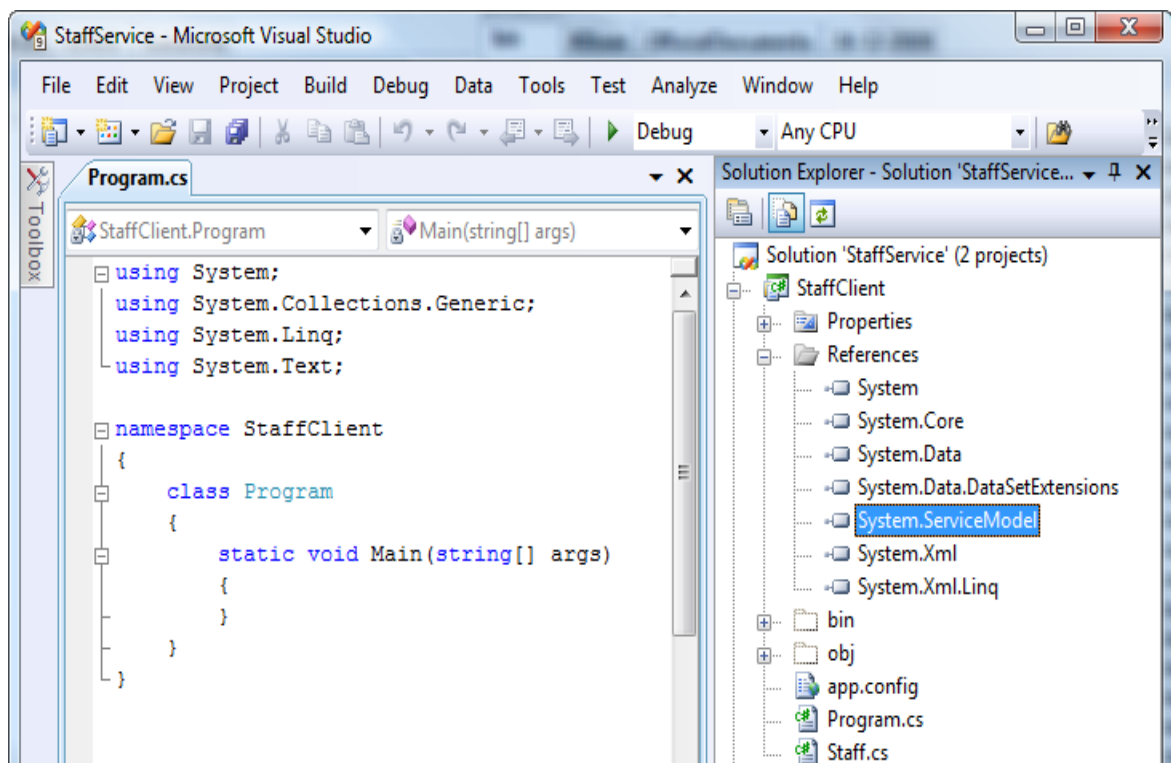 StaffService - Microsoft Visual Studio
File Edit View Project Build Debug Data Tools Test Analyze Window Help
Debug Any CPU
Toolbox
Program.cs
StaffClient.Program Main(string[] args)
using System;
using System.Collections.Generic;
using System.Linq;
using System.Text;
namespace StaffClient
{
class Program
{
static void Main(string[] args)
{
}
}
}
Solution Explorer - Solution 'StaffService...
Solution 'StaffService' (2 projects)
StaffClient
Properties
References
System
System.Core
System.Data
System.Data.DataSetExtensions
System.ServiceModel
System.Xml
System.Xml.Linq
bin
obj
app.config
Program.cs
Staff.cs